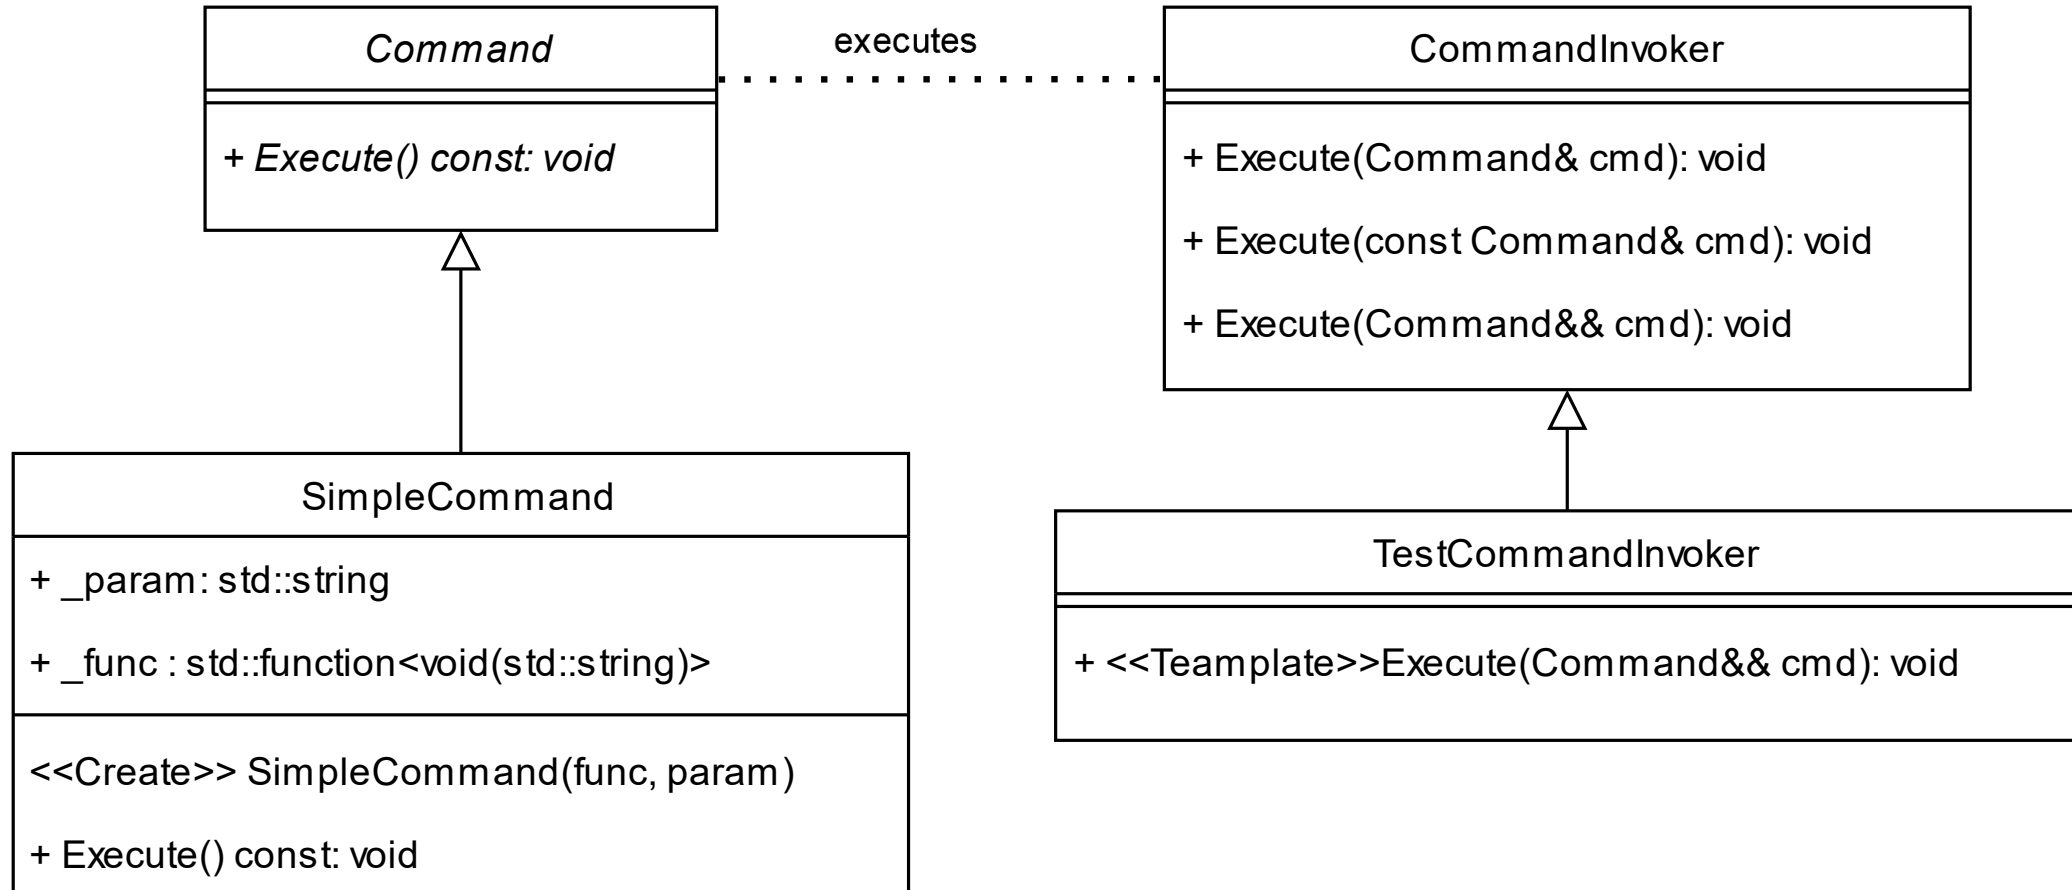 Command
+ Execute() const: void
executes
CommandInvoker
+ Execute(Command& cmd): void
+ Execute(const Command& cmd): void
+ Execute(Command&& cmd): void
SimpleCommand
+ _param: std::string
+ _func : std::function<void(std::string)>
<<Create>> SimpleCommand(func, param)
+ Execute() const: void
TestCommandInvoker
+ <<Teamplate>>Execute(Command&& cmd): void